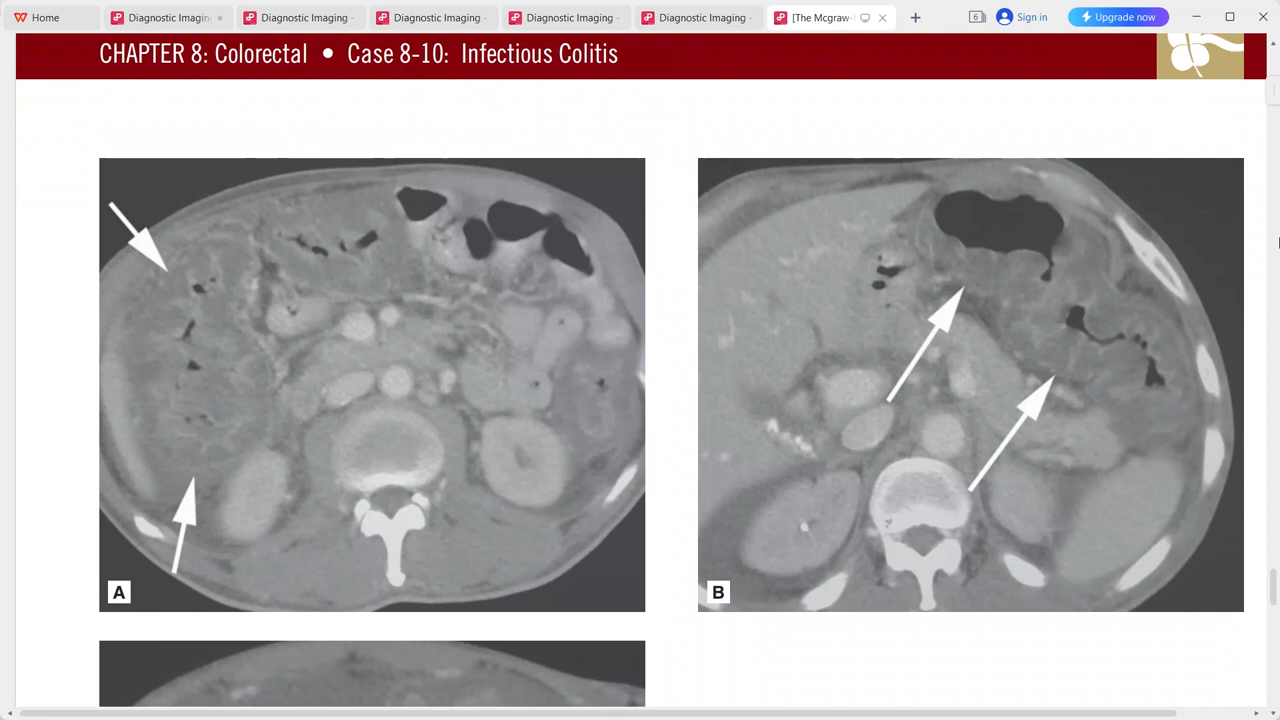 Home
Diagnostic Imagin
Diagnostic Imaging -
Diagnostic Imaging
Diagnostic Imaging -
Diagnostic Imaging -
[The Mcgraw-
6
Sign in
Upgrade now
CHAPTER 8: Colorectal • Case 8-10: Infectious Colitis
A
B